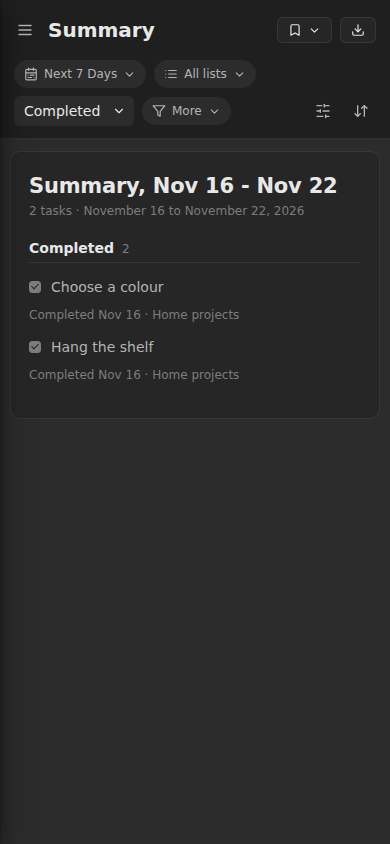 Summary
Next 7 Days
All lists
Completed
More
Summary, Nov 16 - Nov 22
2 tasks · November 16 to November 22, 2026
Completed 2
Choose a colour
Completed Nov 16 · Home projects
Hang the shelf
Completed Nov 16 · Home projects